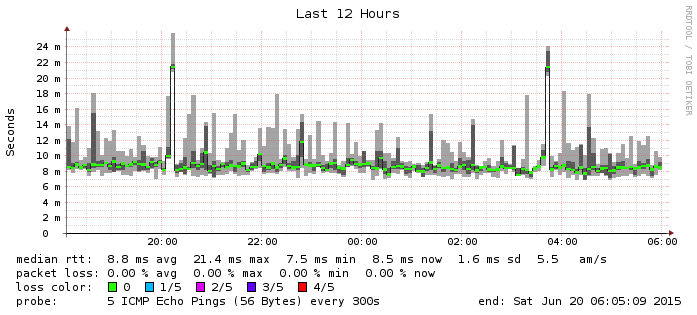 Last 12 Hours
RRDTOOL / TOBI OETIKER
Seconds
24 m
22 m
20 m
18 m
16 m
14 m
12 m
10 m
8 m
6 m
4 m
2 m
0
20:00 22:00 00:00 02:00 04:00 06:00
median rtt: 8.8 ms avg 21.4 ms max 7.5 ms min 8.5 ms now 1.6 ms sd 5.5 am/s
packet loss: 0.00 % avg 0.00 % max 0.00 % min 0.00 % now
loss color: 0 1/5 2/5 3/5 4/5
probe: 5 ICMP Echo Pings (56 Bytes) every 300s end: Sat Jun 20 06:05:09 2015